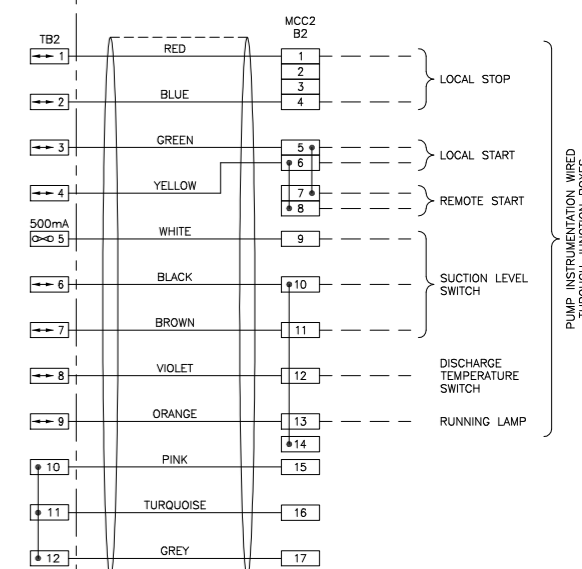 MCC2
B2
TB2
1 RED 1
2
3
2 BLUE 4
LOCAL STOP
3 GREEN 5
6
LOCAL START
4 YELLOW 7
8
REMOTE START
500mA
5 WHITE 9
6 BLACK 10
7 BROWN 11
SUCTION LEVEL
SWITCH
8 VIOLET 12
DISCHARGE
TEMPERATURE
SWITCH
9 ORANGE 13 RUNNING LAMP
14
10 PINK 15
11 TURQUOISE 16
12 GREY 17
PUMP INSTRUMENTATION WIRED
THROUGH JUNCTION BOXES